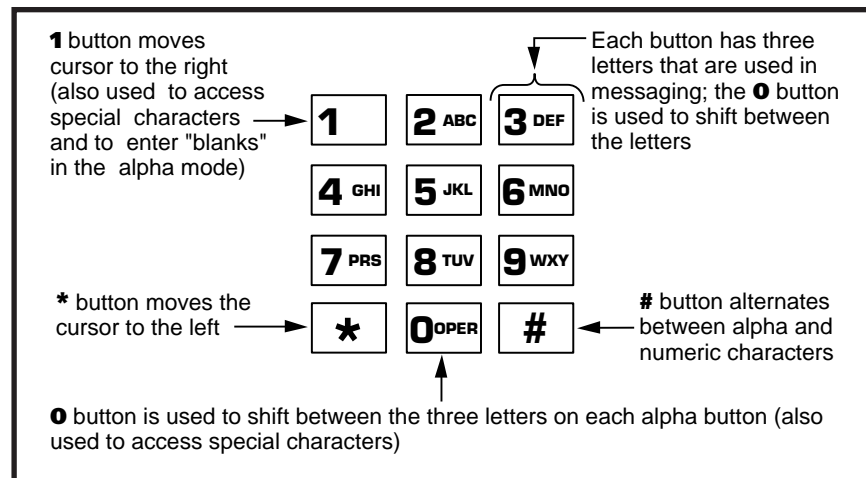 1 button moves
cursor to the right
(also used to access
special characters
and to enter "blanks"
in the alpha mode)
Each button has three
letters that are used in
messaging; the 0 button
is used to shift between
the letters
1
2 ABC
3 DEF
4 GHI
5 JKL
6 MNO
7 PRS
8 TUV
9 WXY
* button moves the
cursor to the left
*
0 OPER
#
# button alternates
between alpha and
numeric characters
0 button is used to shift between the three letters on each alpha button (also
used to access special characters)